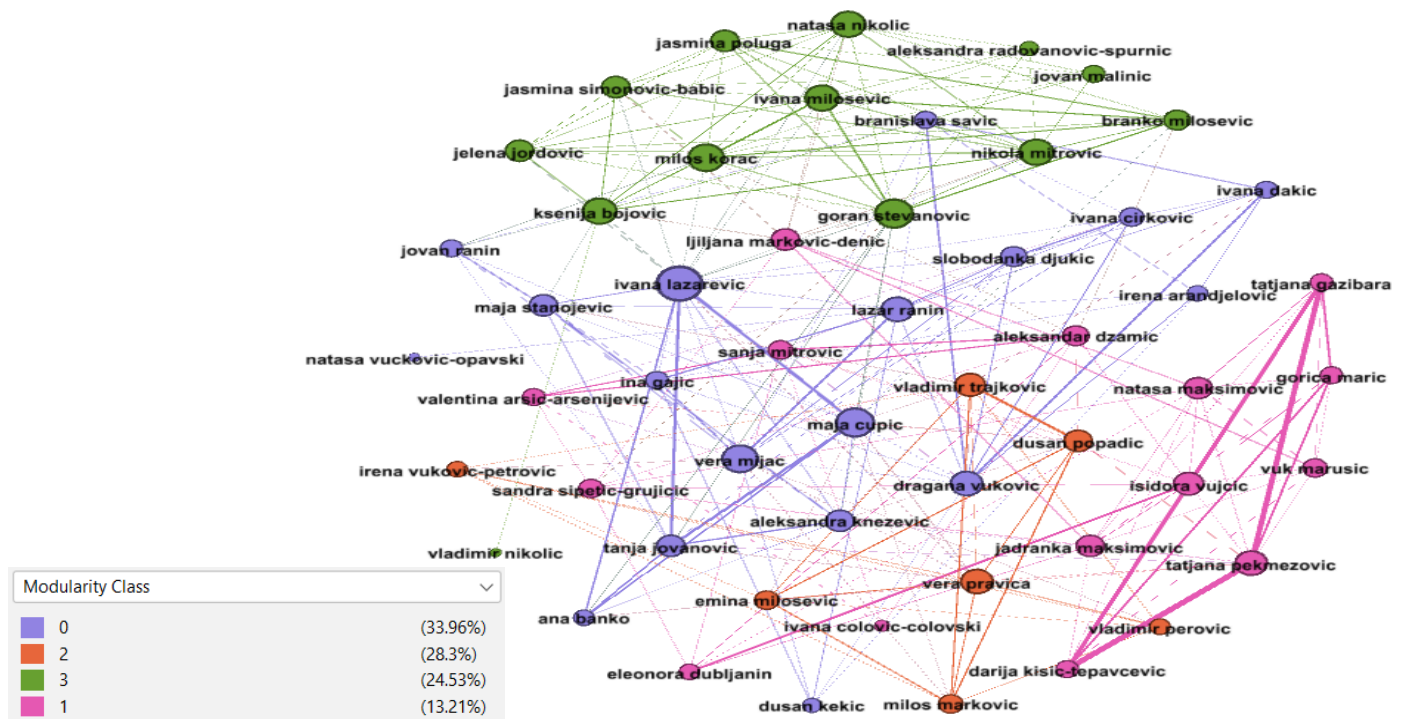 natasa nikolic
jasmina poluga
aleksandra radovanovic-spurnic
jovan malinic
jasmina simonovic-babic
ivana milosevic
branislava savic
branko milosevic
jelena jordovic
milos korac
nikola mitrovic
ivana dakic
ksenija bojovic
goran stevanovic
ivana cirkovic
ljiljana markovic-denic
jovan ranin
slobodanka djukic
ivana lazarevic
tatjana gazibara
irena arandjelovic
maja stanojevic
lazar ranin
aleksandar dzamic
sanja mitrovic
natasa vuckovic-opavski
ina gajic
gorica maric
vladimir trajkovic
natasa maksimovic
valentina arsic-arsenijevic
maja cupic
dusan popadic
vera mijac
irena vukovic-petrovic
vuk marusic
sandra sipetic-grujicic
dragana vukovic
isidora vujcic
aleksandra knezevic
tanja jovanovic
jadranka maksimovic
vladimir nikolic
tatjana pekmezovic
vera pravica
emina milosevic
ana banko
ivana colovic-colovski
vladimir perovic
eleonora dubljanin
darija kisic-tepavcevic
dusan kekic
milos markovic
Modularity Class
0 (33.96%)
2 (28.3%)
3 (24.53%)
1 (13.21%)